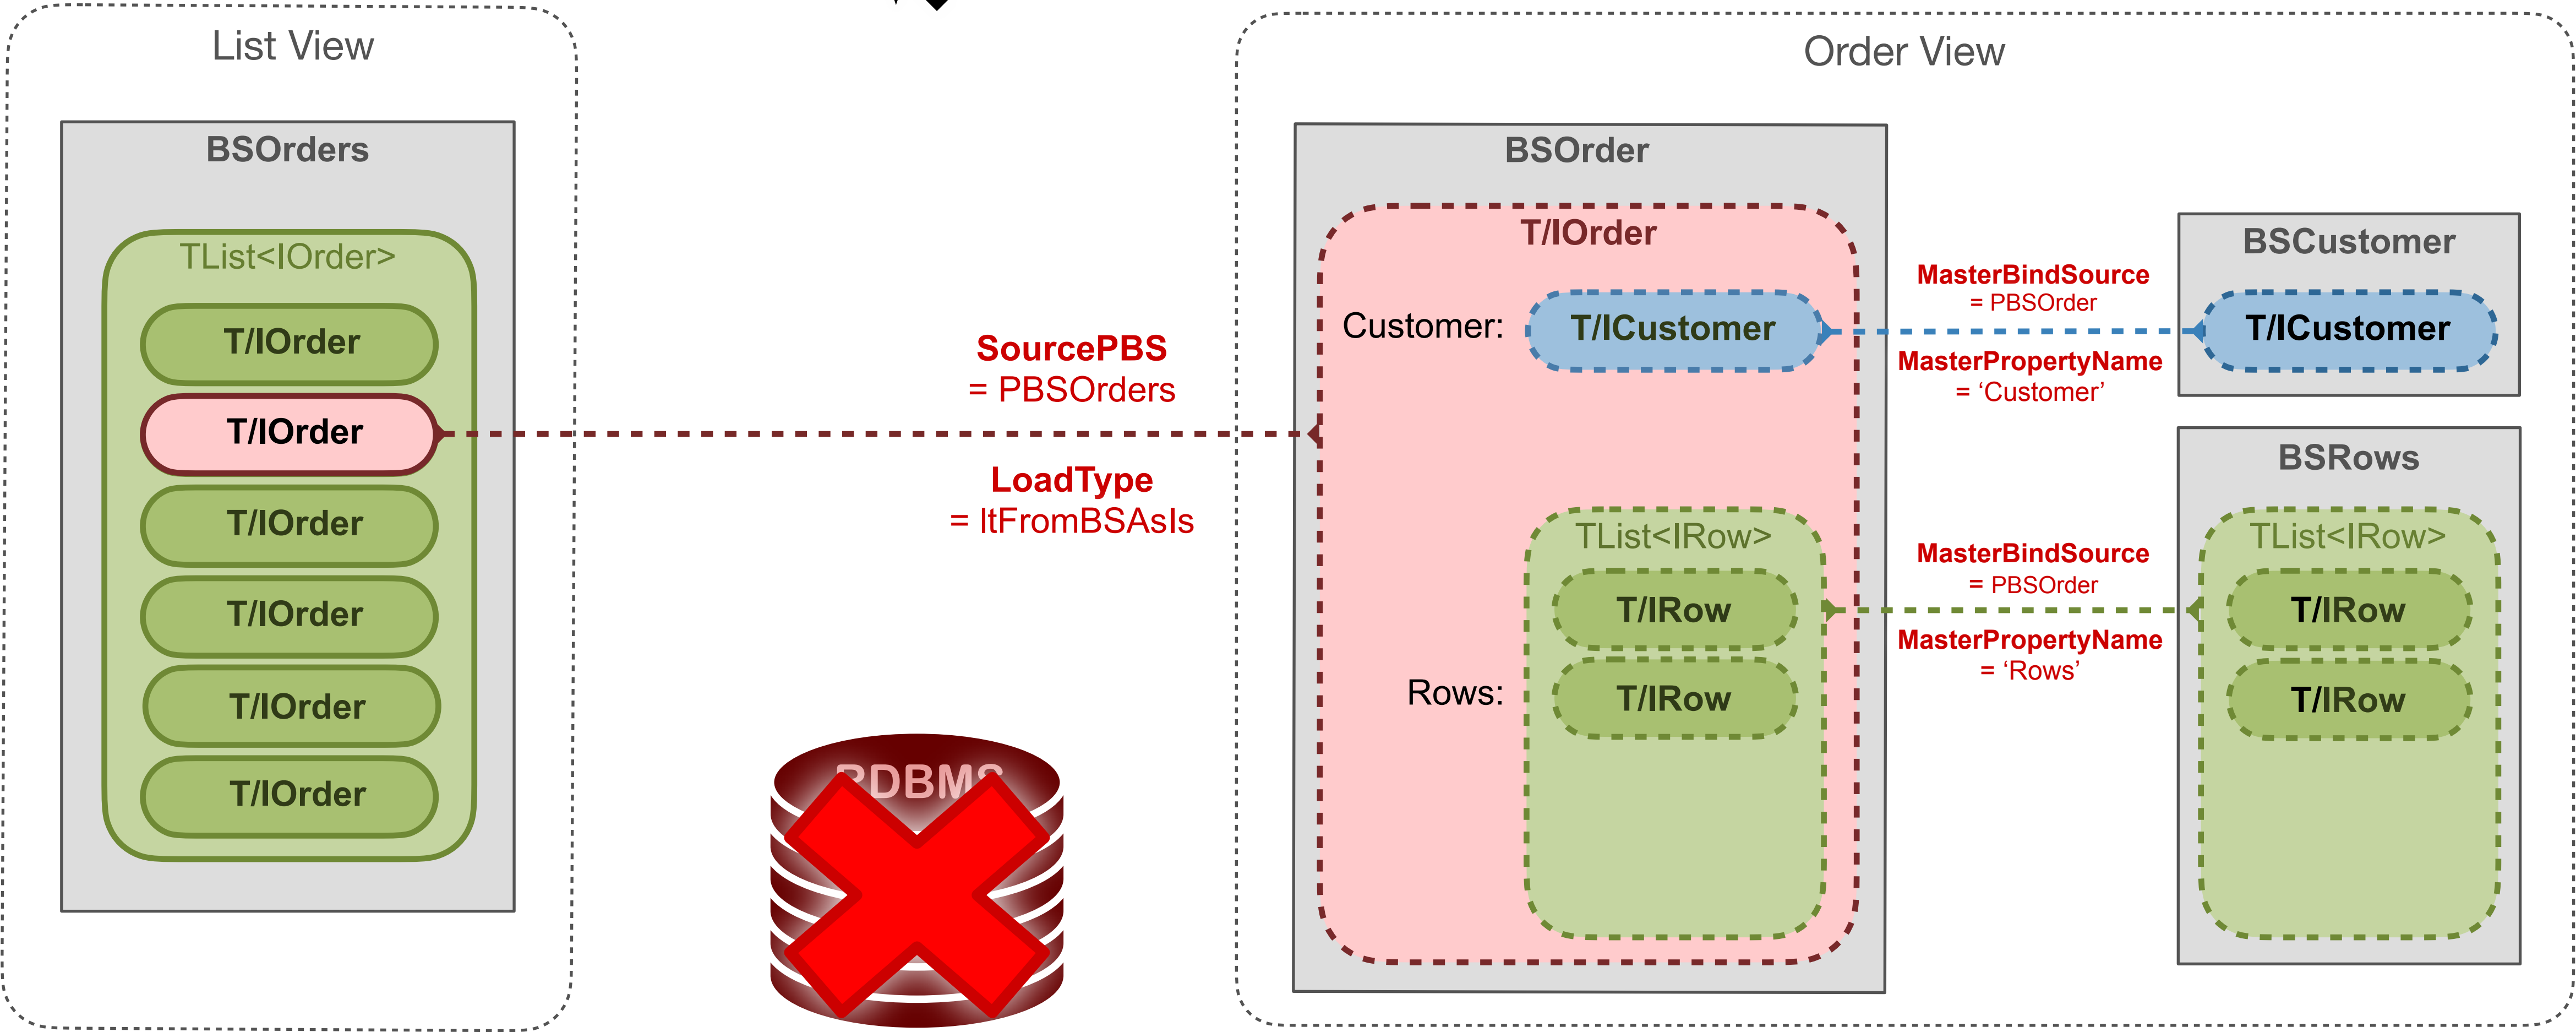 List View
BSOrders
TList<IOrder>
T/IOrder
T/IOrder
T/IOrder
T/IOrder
T/IOrder
T/IOrder
SourcePBS
= PBSOrders
LoadType
= ltFromBSAsIs
RDBMS
Order View
BSOrder
T/IOrder
Customer:
T/ICustomer
Rows:
TList<IRow>
T/IRow
T/IRow
MasterBindSource
= PBSOrder
MasterPropertyName
= ‘Customer’
BSCustomer
T/ICustomer
MasterBindSource
= PBSOrder
MasterPropertyName
= ‘Rows’
BSRows
TList<IRow>
T/IRow
T/IRow